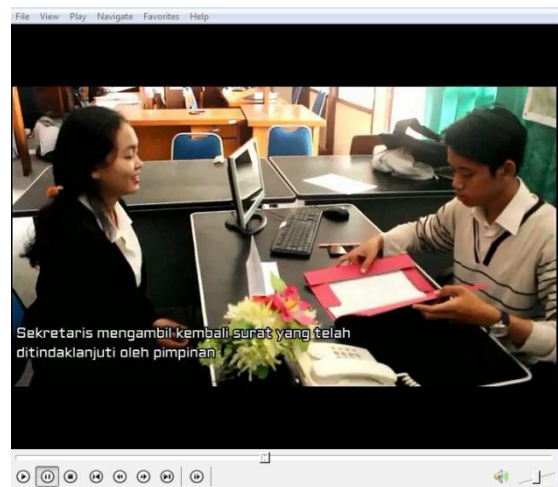 File View Play Navigate Favorites Help
Sekretaris mengambil kembali surat yang telah
ditindaklanjuti oleh pimpinan